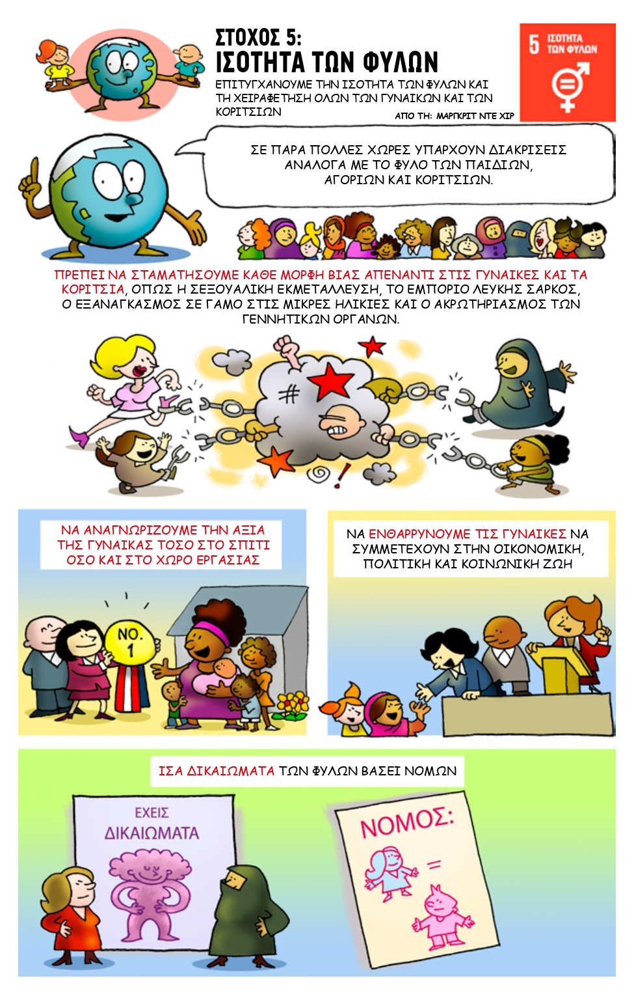 ΣΤΟΧΟΣ 5:
ΙΣΟΤΗΤΑ ΤΩΝ ΦΥΛΩΝ
ΕΠΙΤΥΓΧΑΝΟΥΜΕ ΤΗΝ ΙΣΟΤΗΤΑ ΤΩΝ ΦΥΛΩΝ ΚΑΙ
ΤΗ ΧΕΙΡΑΦΕΤΗΣΗ ΟΛΩΝ ΤΩΝ ΓΥΝΑΙΚΩΝ ΚΑΙ ΤΩΝ
ΚΟΡΙΤΣΙΩΝ
ΑΠΟ ΤΗ: ΜΑΡΓΚΡΙΤ ΝΤΕ ΧΙΡ
5 ΙΣΟΤΗΤΑ
ΤΩΝ ΦΥΛΩΝ
ΣΕ ΠΑΡΑ ΠΟΛΛΕΣ ΧΩΡΕΣ ΥΠΑΡΧΟΥΝ ΔΙΑΚΡΙΣΕΙΣ
ΑΝΑΛΟΓΑ ΜΕ ΤΟ ΦΥΛΟ ΤΩΝ ΠΑΙΔΙΩΝ,
ΑΓΟΡΙΩΝ ΚΑΙ ΚΟΡΙΤΣΙΩΝ.
ΠΡΕΠΕΙ ΝΑ ΣΤΑΜΑΤΗΣΟΥΜΕ ΚΑΘΕ ΜΟΡΦΗ ΒΙΑΣ ΑΠΕΝΑΝΤΙ ΣΤΙΣ ΓΥΝΑΙΚΕΣ ΚΑΙ ΤΑ
ΚΟΡΙΤΣΙΑ, ΟΠΩΣ Η ΣΕΞΟΥΑΛΙΚΗ ΕΚΜΕΤΑΛΛΕΥΣΗ, ΤΟ ΕΜΠΟΡΙΟ ΛΕΥΚΗΣ ΣΑΡΚΟΣ,
Ο ΕΞΑΝΑΓΚΑΣΜΟΣ ΣΕ ΓΑΜΟ ΣΤΙΣ ΜΙΚΡΕΣ ΗΛΙΚΙΕΣ ΚΑΙ Ο ΑΚΡΩΤΗΡΙΑΣΜΟΣ ΤΩΝ
ΓΕΝΝΗΤΙΚΩΝ ΟΡΓΑΝΩΝ.
#
!
ΝΑ ΑΝΑΓΝΩΡΙΖΟΥΜΕ ΤΗΝ ΑΞΙΑ
ΤΗΣ ΓΥΝΑΙΚΑΣ ΤΟΣΟ ΣΤΟ ΣΠΙΤΙ
ΟΣΟ ΚΑΙ ΣΤΟ ΧΩΡΟ ΕΡΓΑΣΙΑΣ
NO.
1
ΝΑ ΕΝΘΑΡΡΥΝΟΥΜΕ ΤΙΣ ΓΥΝΑΙΚΕΣ ΝΑ
ΣΥΜΜΕΤΕΧΟΥΝ ΣΤΗΝ ΟΙΚΟΝΟΜΙΚΗ,
ΠΟΛΙΤΙΚΗ ΚΑΙ ΚΟΙΝΩΝΙΚΗ ΖΩΗ
ΙΣΑ ΔΙΚΑΙΩΜΑΤΑ ΤΩΝ ΦΥΛΩΝ ΒΑΣΕΙ ΝΟΜΩΝ
ΕΧΕΙΣ
ΔΙΚΑΙΩΜΑΤΑ
ΝΟΜΟΣ:
=